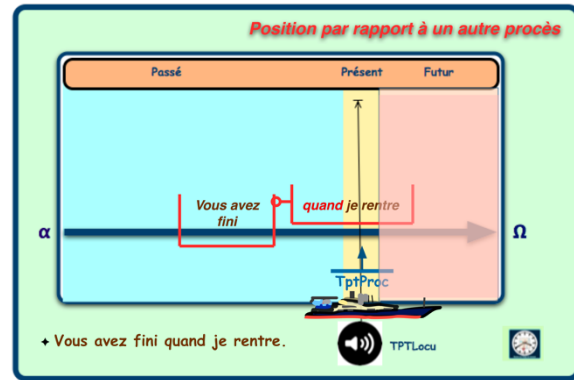 Position par rapport à un autre procès
Passé Présent Futur
Vous avez
fini
quand je rentre
α Ω
TptProc
✦ Vous avez fini quand je rentre.
TPTLocu